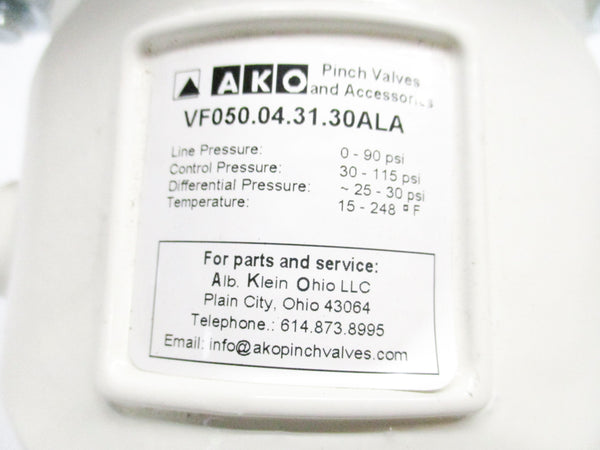 AKO Pinch Valves
and Accessories
VF050.04.31.30ALA
Line Pressure: 0 - 90 psi
Control Pressure: 30 - 115 psi
Differential Pressure: ~ 25 - 30 psi
Temperature: 15 - 248 º F
For parts and service:
Alb. Klein Ohio LLC
Plain City, Ohio 43064
Telephone.: 614.873.8995
Email: info@akopinchvalves.com